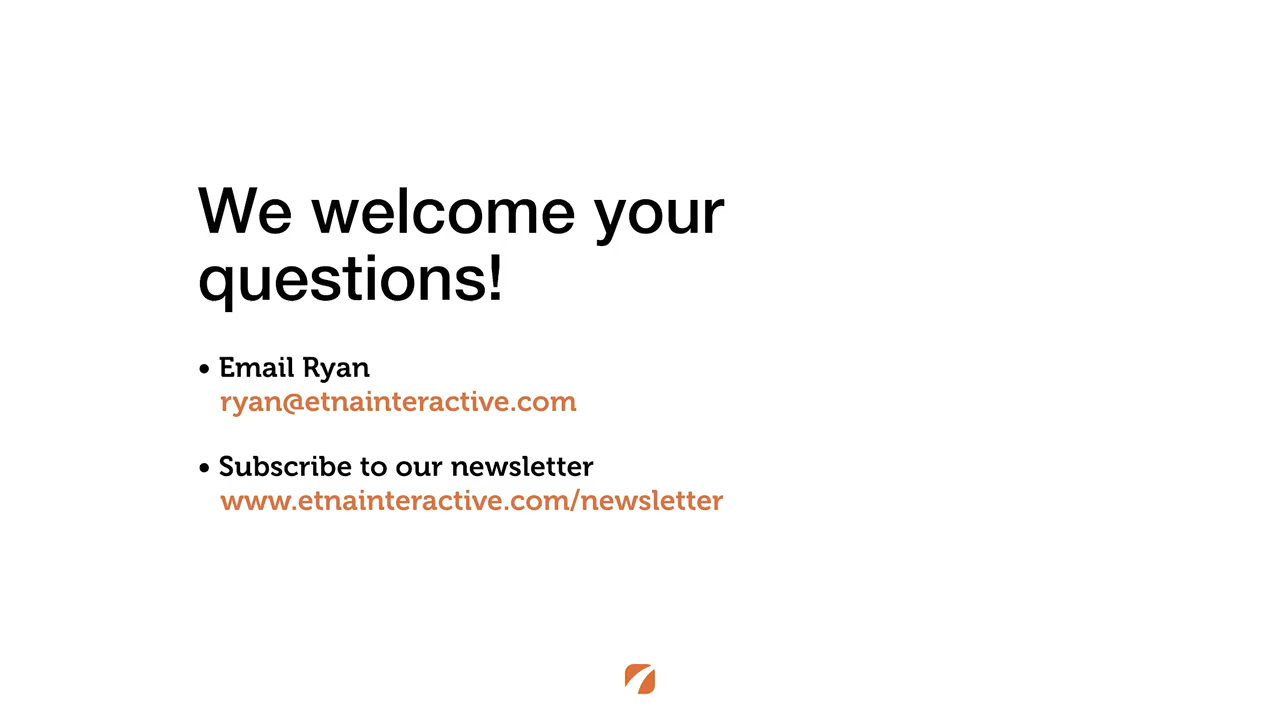 We welcome your
questions!
• Email Ryan
ryan@etnainteractive.com
• Subscribe to our newsletter
www.etnainteractive.com/newsletter